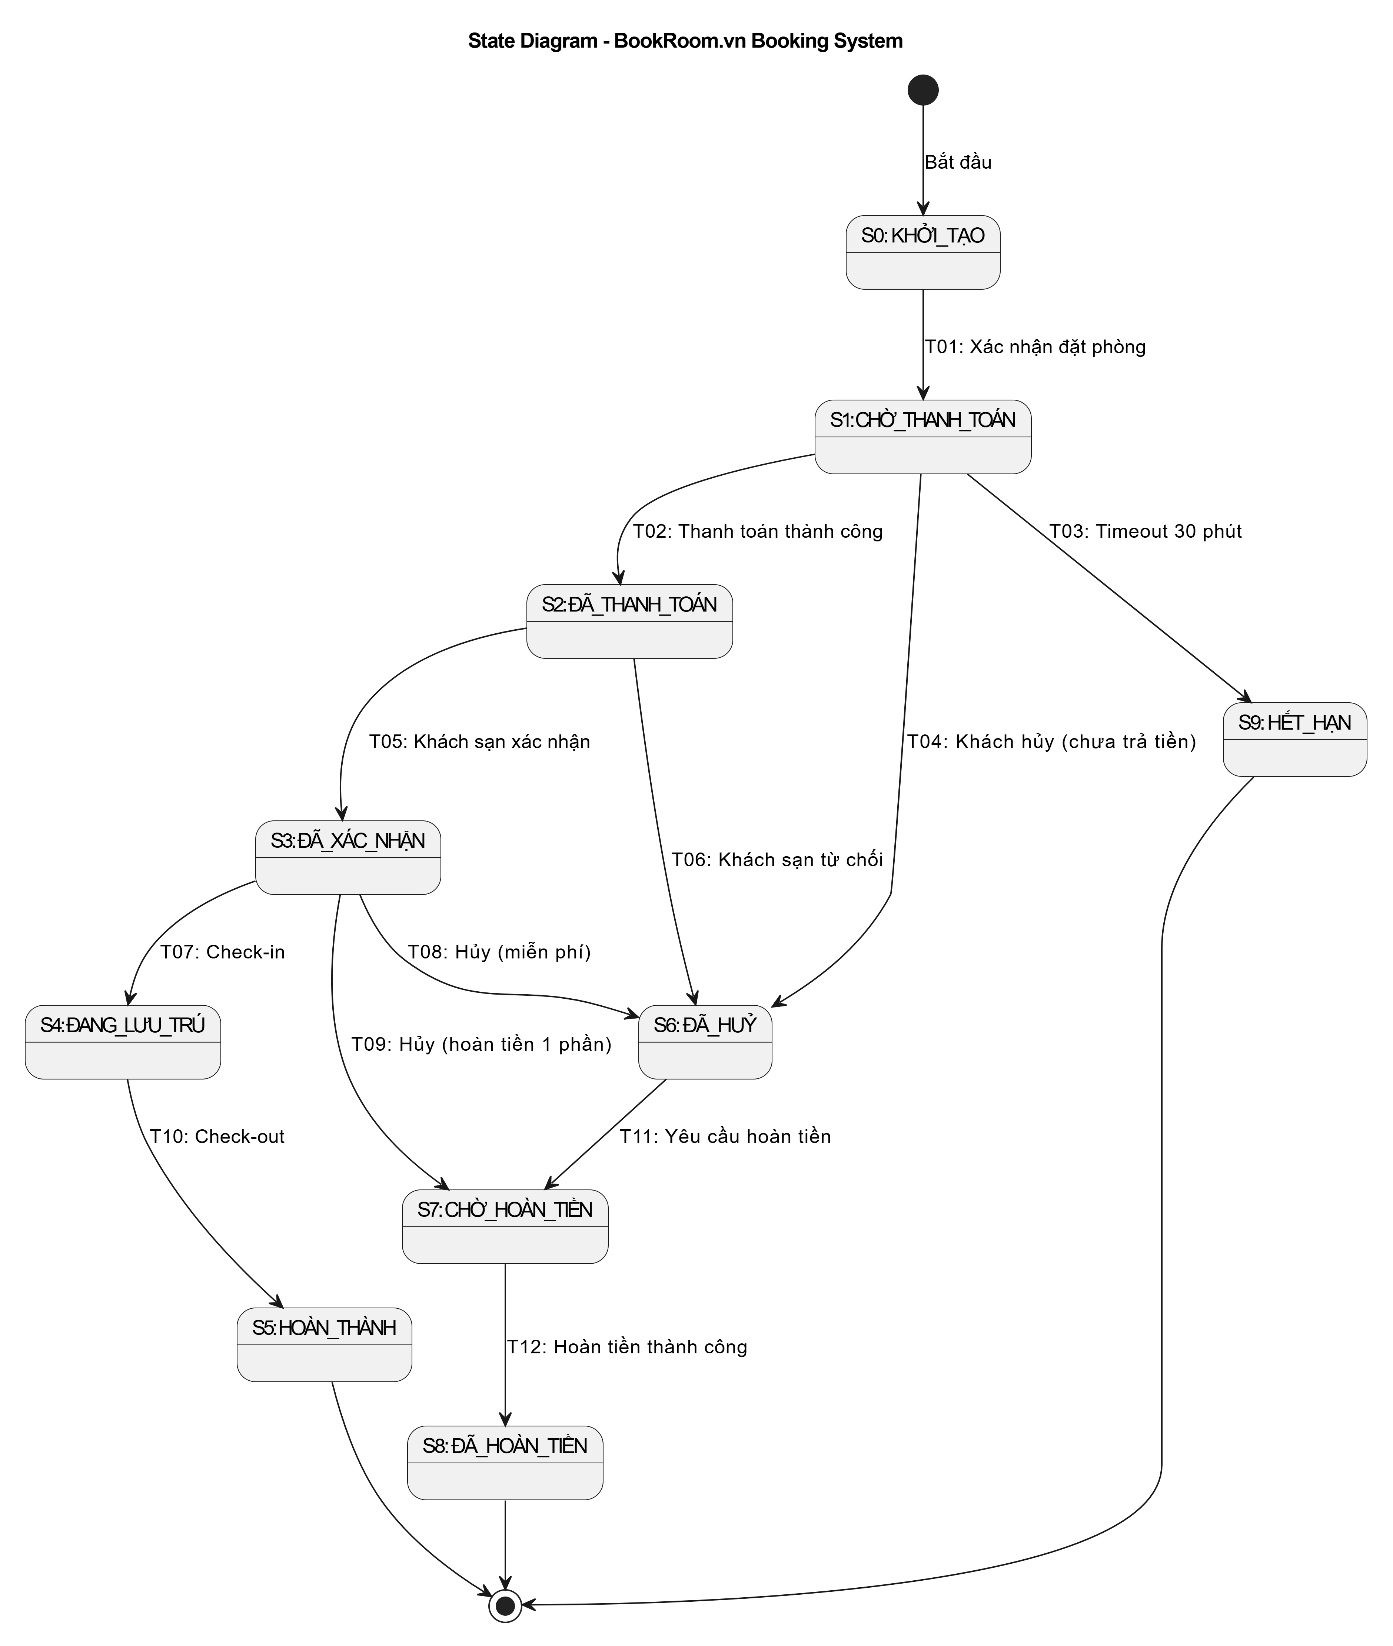 State Diagram - BookRoom.vn Booking System
Bắt đầu
S0: KHỞI_TẠO
T01: Xác nhận đặt phòng
S1: CHỜ_THANH_TOÁN
T02: Thanh toán thành công
T03: Timeout 30 phút
S2: ĐÃ_THANH_TOÁN
S9: HẾT_HẠN
T05: Khách sạn xác nhận
T04: Khách hủy (chưa trả tiền)
S3: ĐÃ_XÁC_NHẬN
T06: Khách sạn từ chối
T07: Check-in
T08: Hủy (miễn phí)
S4: ĐANG_LƯU_TRÚ
S6: ĐÃ_HUỶ
T09: Hủy (hoàn tiền 1 phần)
T10: Check-out
T11: Yêu cầu hoàn tiền
S7: CHỜ_HOÀN_TIỀN
S5: HOÀN_THÀNH
T12: Hoàn tiền thành công
S8: ĐÃ_HOÀN_TIỀN